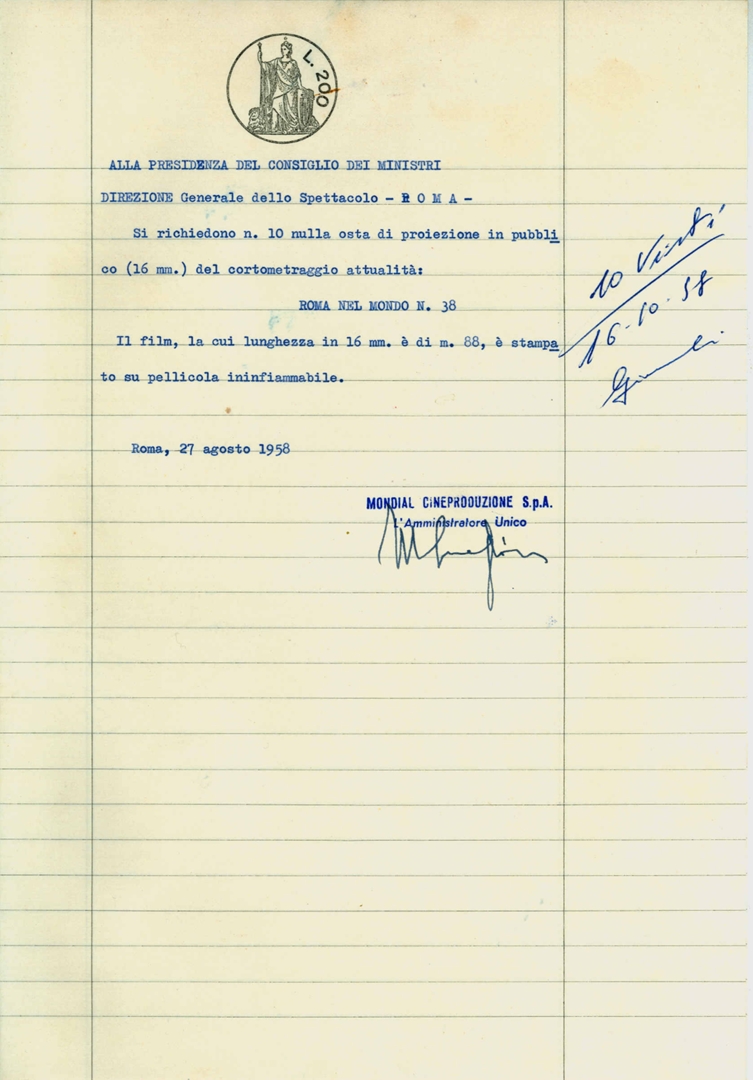 L. 200
ALLA PRESIDENZA DEL CONSIGLIO DEI MINISTRI
DIREZIONE Generale dello Spettacolo - R O M A -
Si richiedono n. 10 nulla osta di proiezione in pubbli
co (16 mm.) del cortometraggio attualità:
ROMA NEL MONDO N. 38
Il film, la cui lunghezza in 16 mm. è di m. 88, è stampa
to su pellicola ininfiammabile.
Roma, 27 agosto 1958
MONDIAL CINEPRODUZIONE S.p.A.
L'Amministratore Unico
10 Visti
16-10-58